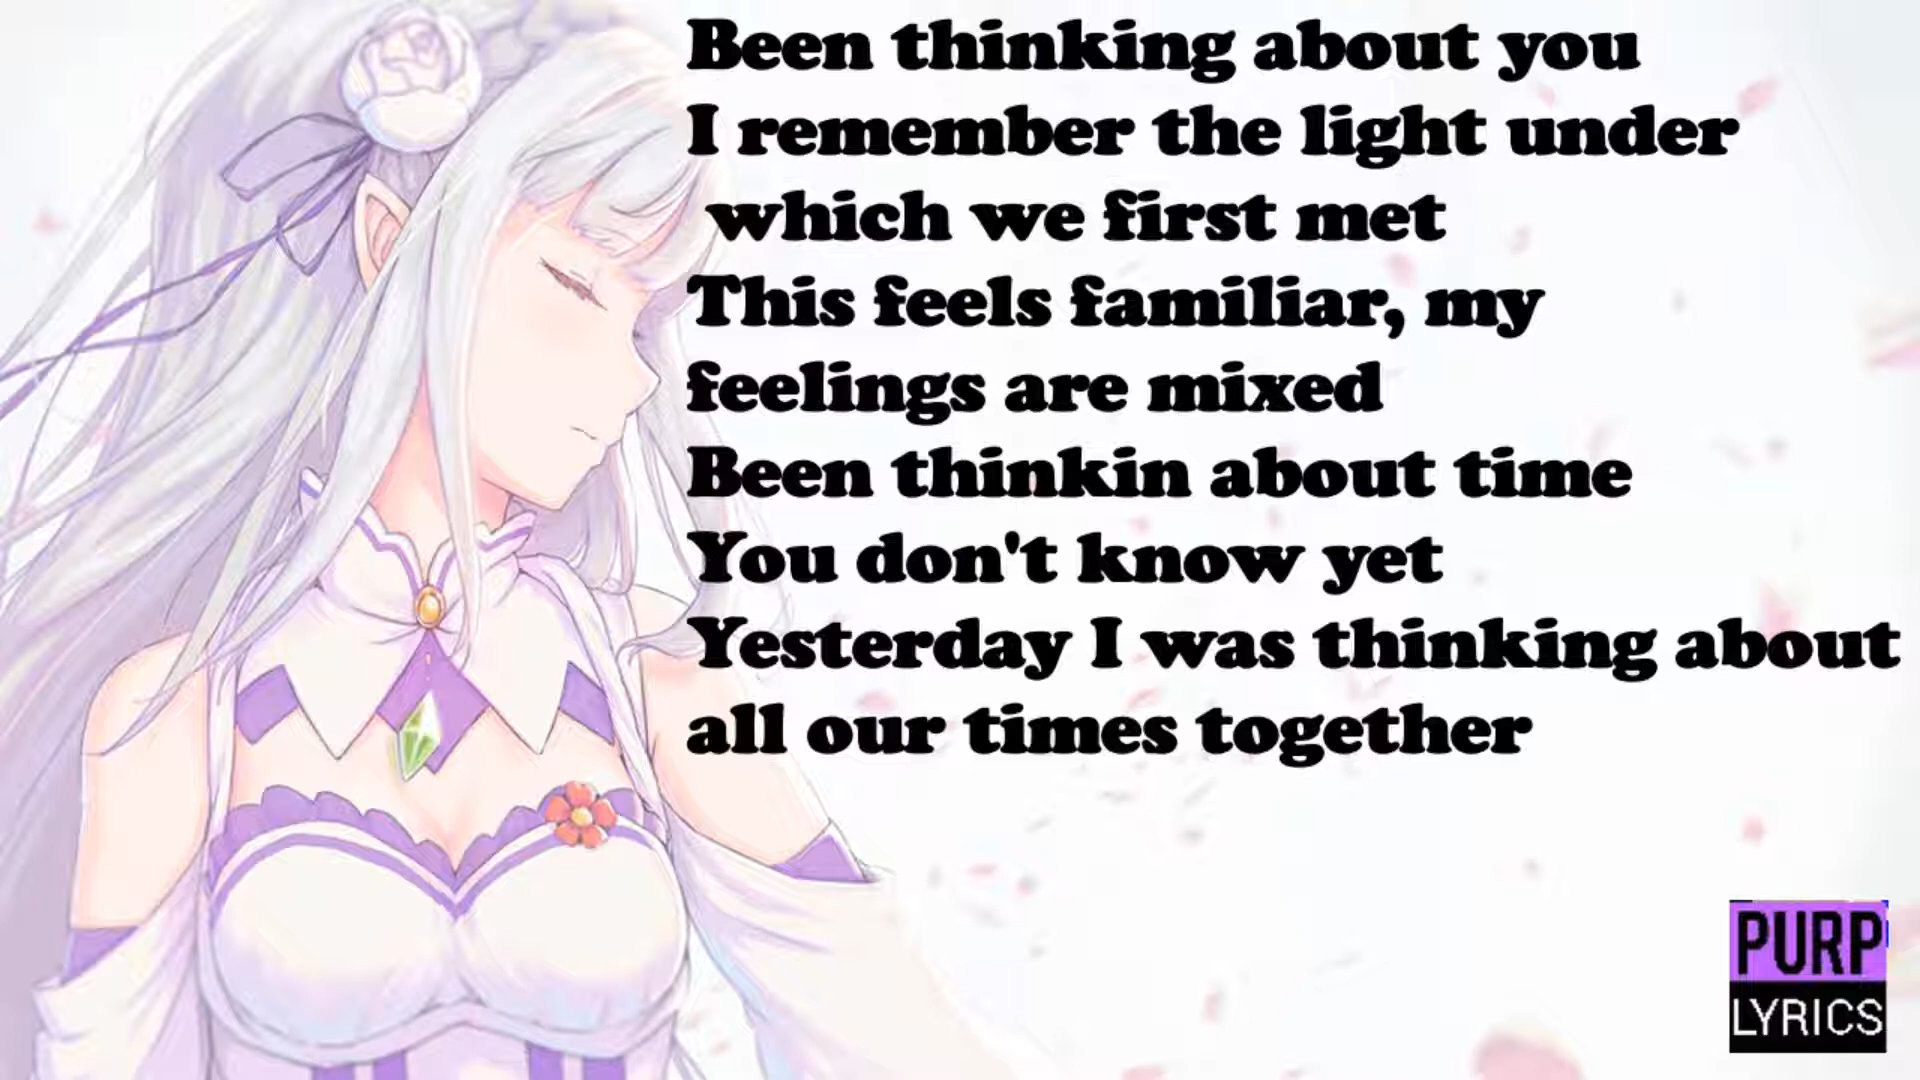 Been thinking about you
I remember the light under
which we first met
This feels familiar, my
feelings are mixed
Been thinkin about time
You don't know yet
Yesterday I was thinking about
all our times together
PURP
LYRICS